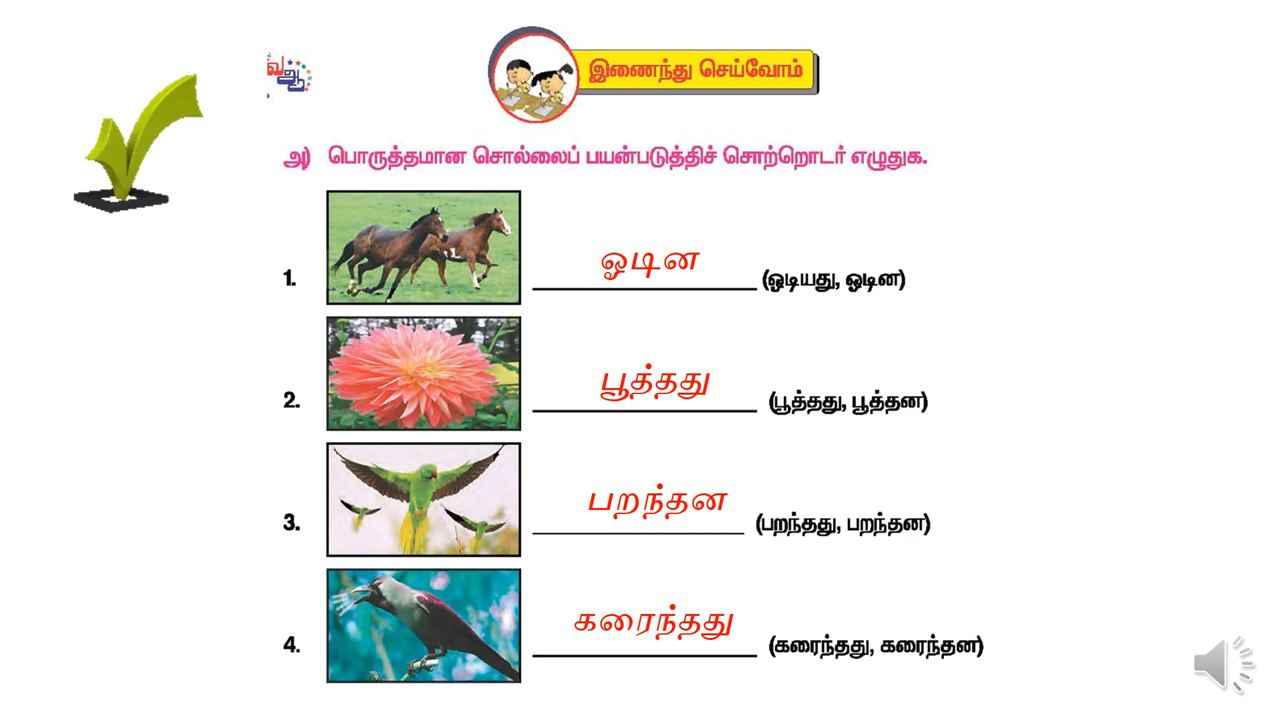 இணைந்து செய்வோம்
அ) பொருத்தமான சொல்லைப் பயன்படுத்திச் சொற்றொடர் எழுதுக.
1. ஓடின (ஓடியது, ஓடின)
2. பூத்தது (பூத்தது, பூத்தன)
3. பறந்தன (பறந்தது, பறந்தன)
4. கரைந்தது (கரைந்தது, கரைந்தன)